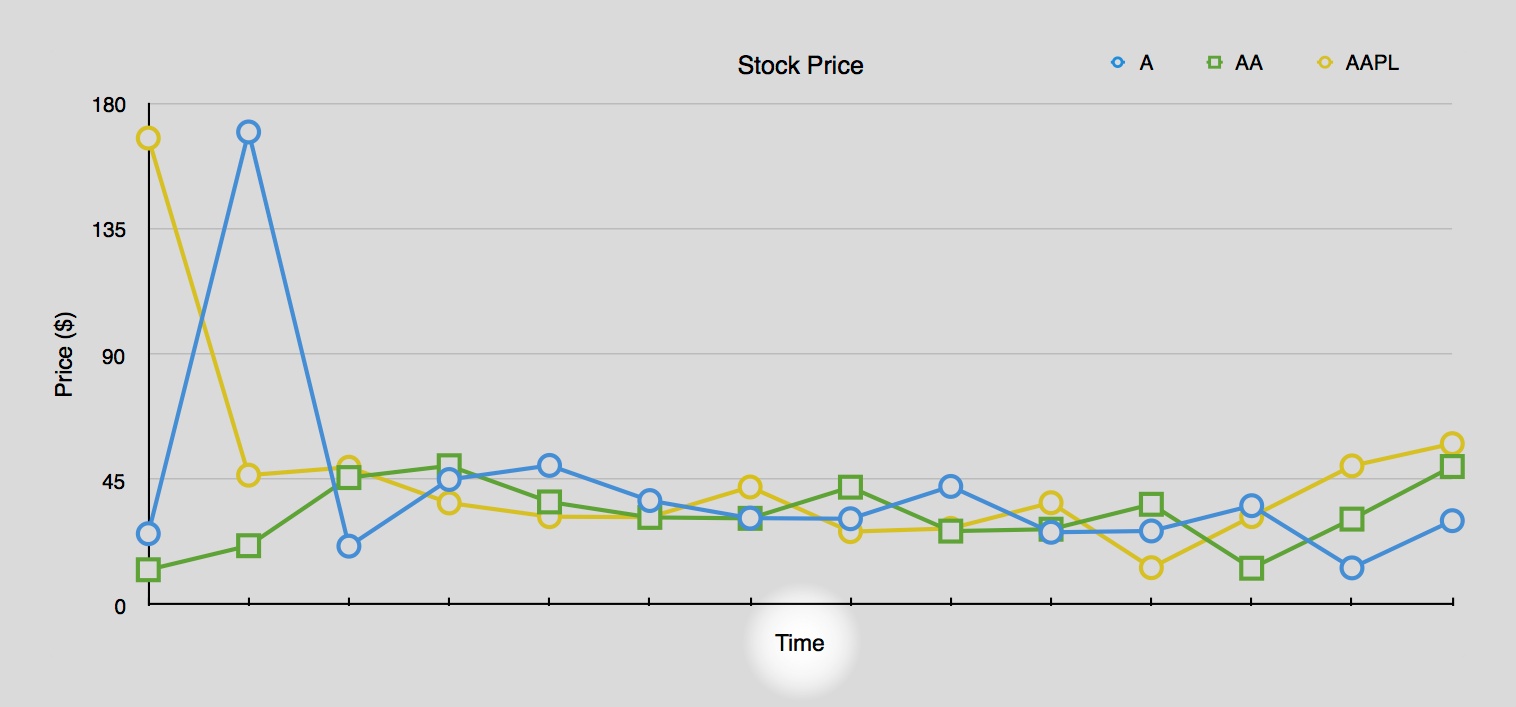 Stock Price
A AA AAPL
180
135
90
45
0
Price ($)
Time